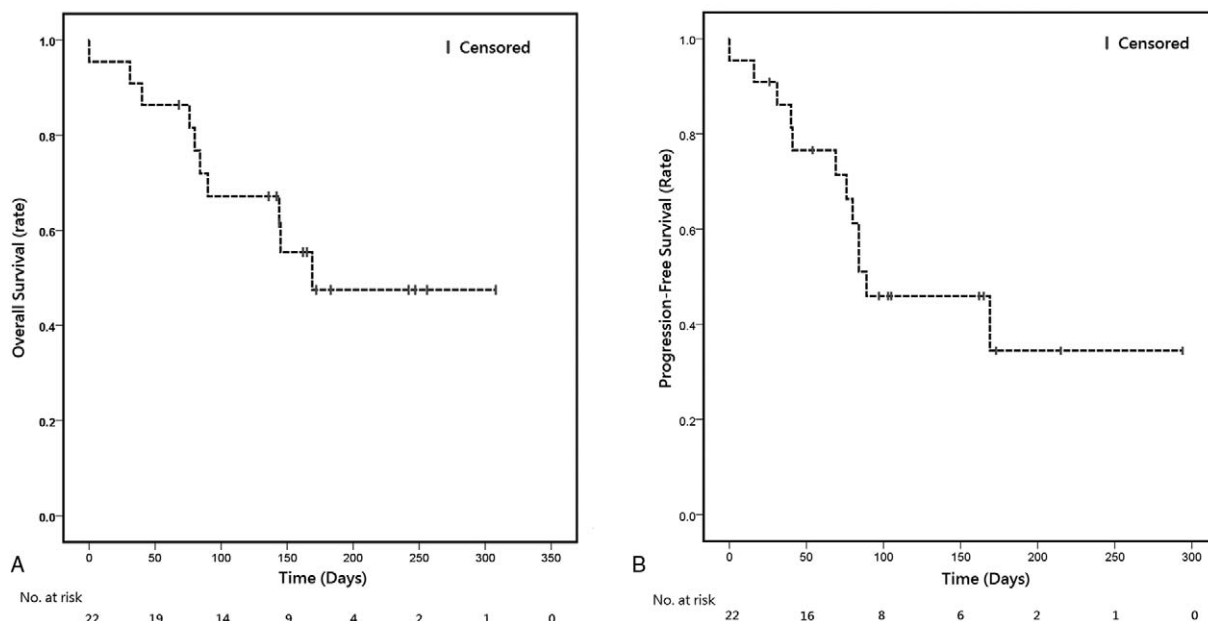 Censored
1.0
0.8
0.6
0.4
0.2
0.0
Overall Survival (rate)
0 50 100 150 200 250 300 350
Time (Days)
A
No. at risk
22 19 14 9 4 2 1 0
Censored
1.0
0.8
0.6
0.4
0.2
0.0
Progression-Free Survival (Rate)
0 50 100 150 200 250 300
Time (Days)
B
No. at risk
22 16 8 6 2 1 0